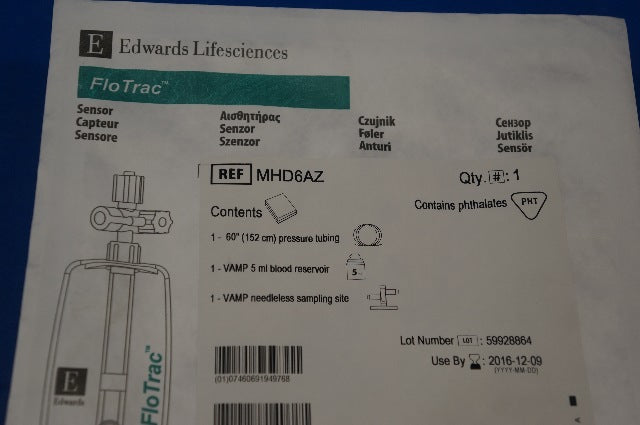 E Edwards Lifesciences
FloTrac™
Sensor
Capteur
Sensore
Αισθητήρας
Senzor
Szenzor
Czujnik
Føler
Anturi
Сензор
Jutiklis
Sensör
REF MHD6AZ
Qty. #: 1
Contents
Contains phthalates PHT
1 - 60" (152 cm) pressure tubing
1 - VAMP 5 ml blood reservoir
5
1 - VAMP needleless sampling site
Lot Number LOT : 59928864
Use By : 2016-12-09
(YYYY-MM-DD)
(01)07460691949768
E
Edwards
FloTrac™